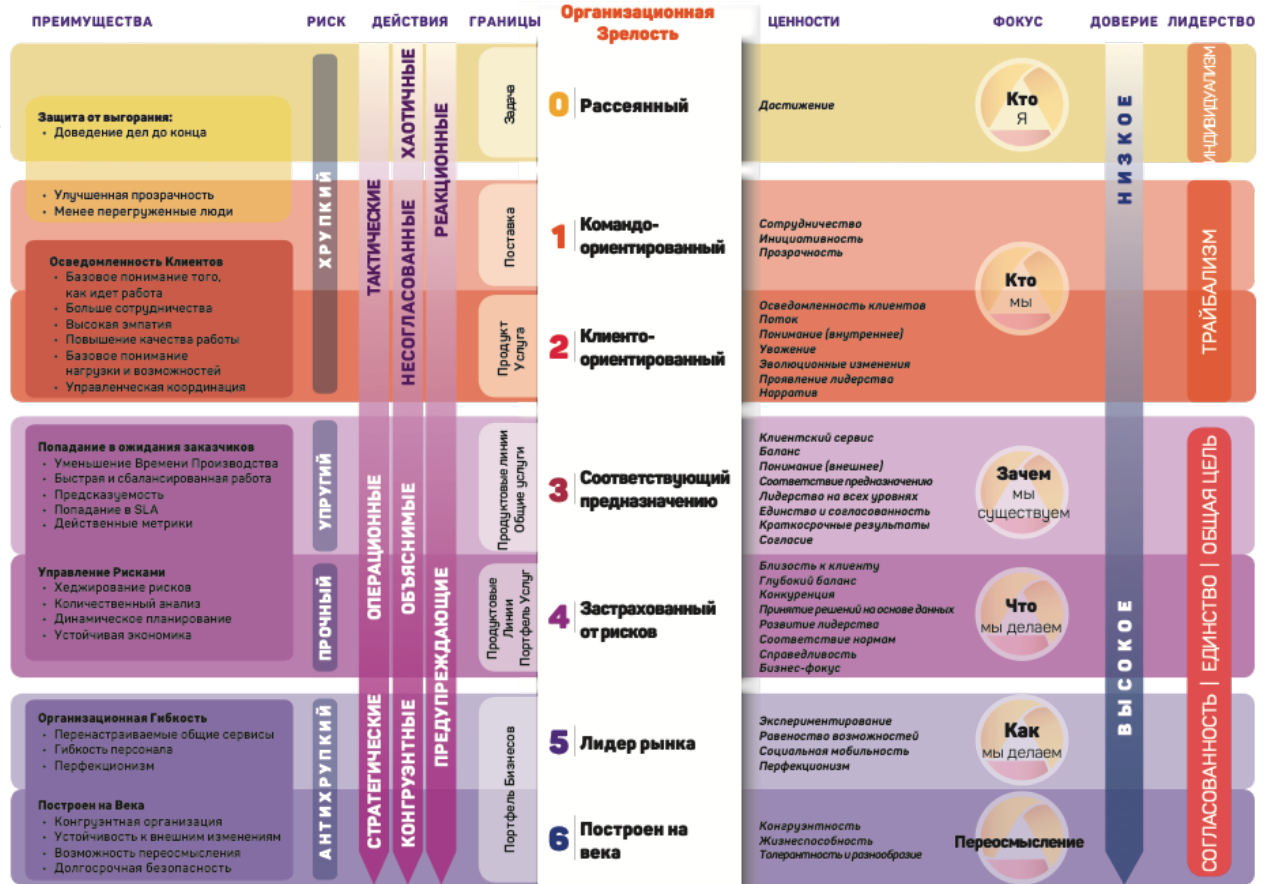 ПРЕИМУЩЕСТВА
РИСК
ДЕЙСТВИЯ
ГРАНИЦЫ
Организационная
Зрелость
ЦЕННОСТИ
ФОКУС
ДОВЕРИЕ
ЛИДЕРСТВО
Защита от выгорания:
• Доведение дел до конца
• Улучшенная прозрачность
• Менее перегруженные люди
Осведомленность Клиентов
• Базовое понимание того,
как идет работа
• Больше сотрудничества
• Высокая эмпатия
• Повышение качества работы
• Базовое понимание
нагрузки и возможностей
• Управленческая координация
Попадание в ожидания заказчиков
• Уменьшение Времени Производства
• Быстрая и сбалансированная работа
• Предсказуемость
• Попадание в SLA
• Действенные метрики
Управление Рисками
• Хеджирование рисков
• Количественный анализ
• Динамическое планирование
• Устойчивая экономика
Организационная Гибкость
• Перенастраиваемые общие сервисы
• Гибкость персонала
• Перфекционизм
Построен на Века
• Конгруэнтная организация
• Устойчивость к внешним изменениям
• Возможность переосмысления
• Долгосрочная безопасность
ХРУПКИЙ
УПРУГИЙ
ПРОЧНЫЙ
АНТИХРУПКИЙ
ТАКТИЧЕСКИЕ
ОПЕРАЦИОННЫЕ
СТРАТЕГИЧЕСКИЕ
ХАОТИЧНЫЕ
НЕСОГЛАСОВАННЫЕ
ОБЪЯСНИМЫЕ
КОНГРУЭНТНЫЕ
РЕАКЦИОННЫЕ
ПРЕДУПРЕЖДАЮЩИЕ
Задача
Поставка
Продукт
Услуга
Продуктовые линии
Общие услуги
Продуктовые
Линии
Портфель Услуг
Портфель Бизнесов
0 Рассеянный
1 Командо-
ориентированный
2 Клиенто-
ориентированный
3 Соответствующий
предназначению
4 Застрахованный
от рисков
5 Лидер рынка
6 Построен на
века
Достижение
Сотрудничество
Инициативность
Прозрачность
Осведомленность клиентов
Поток
Понимание (внутреннее)
Уважение
Эволюционные изменения
Проявление лидерства
Нарратив
Клиентский сервис
Баланс
Понимание (внешнее)
Соответствие предназначению
Лидерство на всех уровнях
Единство и согласованность
Краткосрочные результаты
Согласие
Близость к клиенту
Глубокий баланс
Конкуренция
Принятие решений на основе данных
Развитие лидерства
Соответствие нормам
Справедливость
Бизнес-фокус
Экспериментирование
Равеноство возможностей
Социальная мобильность
Перфекционизм
Конгруэнтность
Жизнеспособность
Толерантность и разнообразие
Кто
Я
Кто
мы
Зачем
мы
существуем
Что
мы делаем
Как
мы делаем
Переосмысление
НИЗКОЕ
ВЫСОКОЕ
ИНДИВИДУАЛИЗМ
ТРАЙБАЛИЗМ
СОГЛАСОВАННОСТЬ | ЕДИНСТВО | ОБЩАЯ ЦЕЛЬ